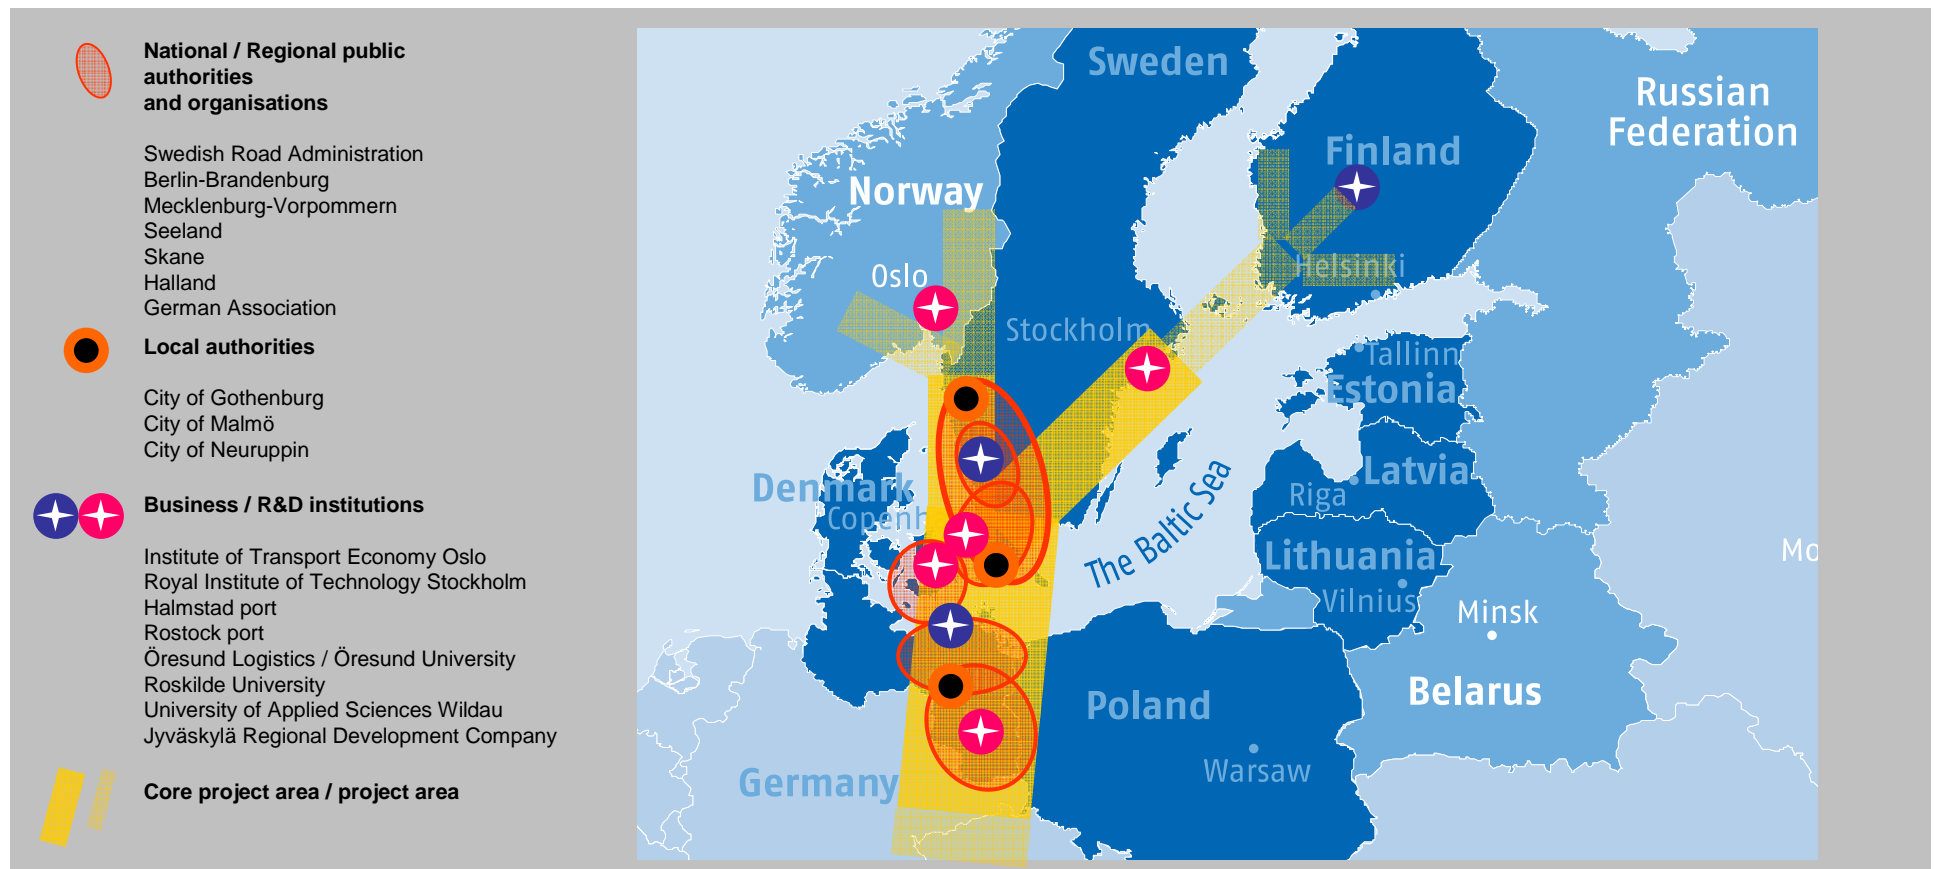 National / Regional public
authorities
and organisations
Swedish Road Administration
Berlin-Brandenburg
Mecklenburg-Vorpommern
Seeland
Skane
Halland
German Association
Local authorities
City of Gothenburg
City of Malmö
City of Neuruppin
Business / R&D institutions
Institute of Transport Economy Oslo
Royal Institute of Technology Stockholm
Halmstad port
Rostock port
Öresund Logistics / Öresund University
Roskilde University
University of Applied Sciences Wildau
Jyväskylä Regional Development Company
Core project area / project area
Sweden
Russian
Federation
Finland
Norway
Oslo
Helsinki
Stockholm
Tallinn
Estonia
Denmark
Copenh
Latvia
Riga
The Baltic Sea
Lithuania
Mo
Vilnius
Minsk
Belarus
Poland
Warsaw
Germany